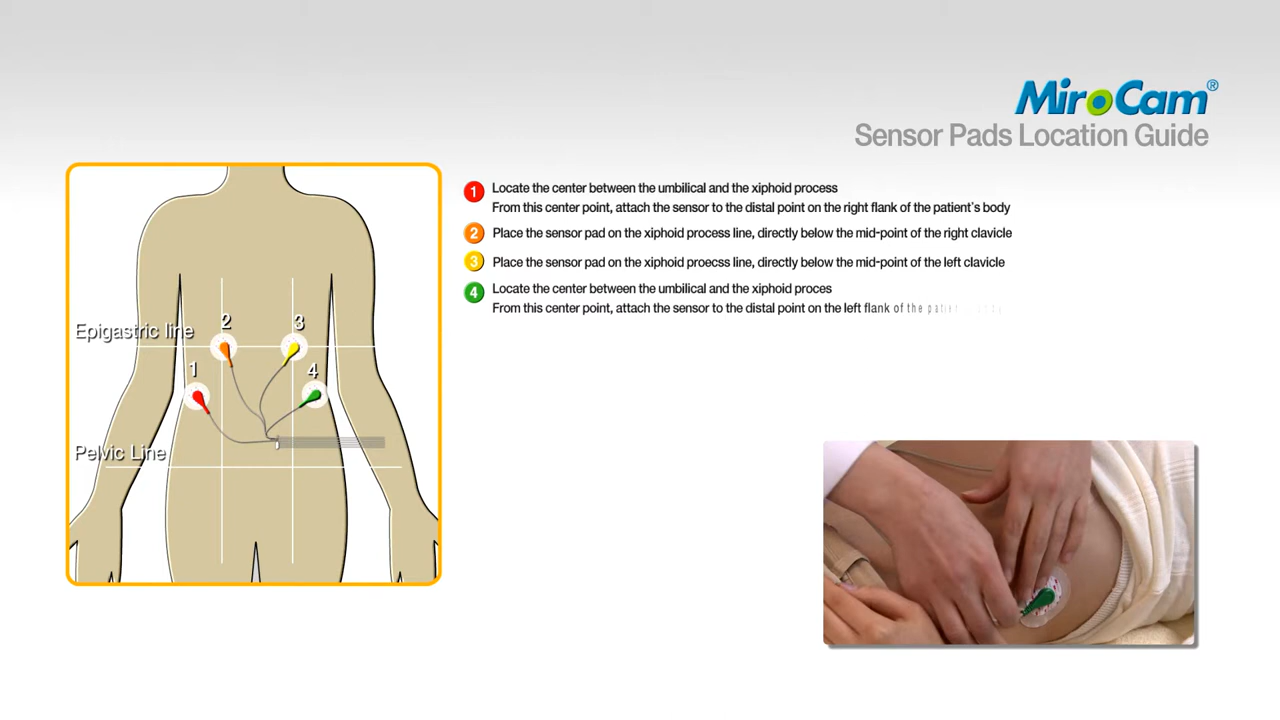 MiroCam®
Sensor Pads Location Guide
1 Locate the center between the umbilical and the xiphoid process
From this center point, attach the sensor to the distal point on the right flank of the patient's body
2 Place the sensor pad on the xiphoid process line, directly below the mid-point of the right clavicle
3 Place the sensor pad on the xiphoid proecss line, directly below the mid-point of the left clavicle
4 Locate the center between the umbilical and the xiphoid proces
From this center point, attach the sensor to the distal point on the left flank of the
2 3
Epigastric line
1 4
Pelvic Line